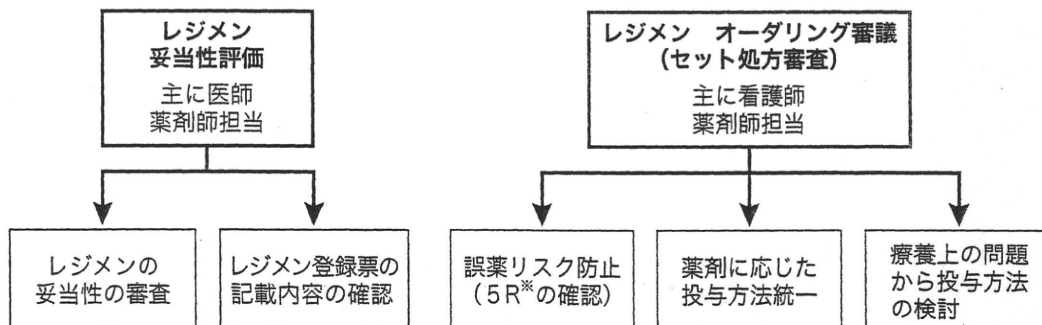 レジメン
妥当性評価
主に医師
薬剤師担当
レジメンの
妥当性の審査
レジメン登録票の
記載内容の確認
レジメン　オーダリング審議
（セット処方審査）
主に看護師
薬剤師担当
誤薬リスク防止
（5R※の確認）
薬剤に応じた
投与方法統一
療養上の問題
から投与方法
の検討